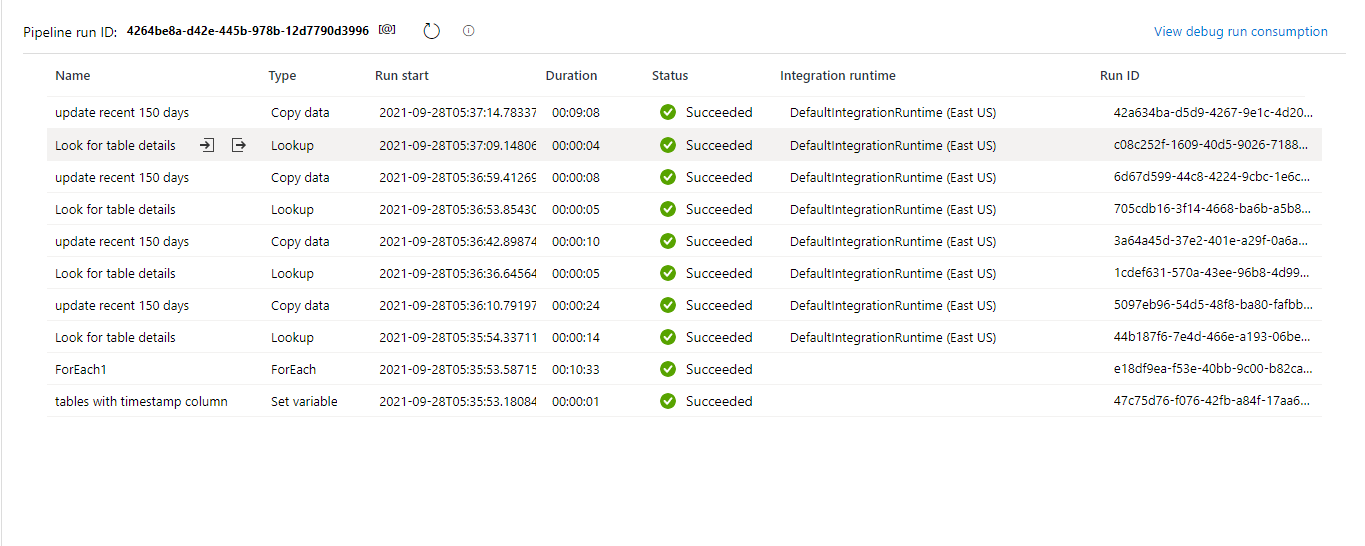 Pipeline run ID: 4264be8a-d42e-445b-978b-12d7790d3996 [@] View debug run consumption
Name Type Run start Duration Status Integration runtime Run ID
update recent 150 days Copy data 2021-09-28T05:37:14.78337 00:09:08 Succeeded DefaultIntegrationRuntime (East US) 42a634ba-d5d9-4267-9e1c-4d20...
Look for table details Lookup 2021-09-28T05:37:09.14806 00:00:04 Succeeded DefaultIntegrationRuntime (East US) c08c252f-1609-40d5-9026-7188...
update recent 150 days Copy data 2021-09-28T05:36:59.41269 00:00:08 Succeeded DefaultIntegrationRuntime (East US) 6d67d599-44c8-4224-9cbc-1e6c...
Look for table details Lookup 2021-09-28T05:36:53.85430 00:00:05 Succeeded DefaultIntegrationRuntime (East US) 705cdb16-3f14-4668-ba6b-a5b8...
update recent 150 days Copy data 2021-09-28T05:36:42.89874 00:00:10 Succeeded DefaultIntegrationRuntime (East US) 3a64a45d-37e2-401e-a29f-0a6a...
Look for table details Lookup 2021-09-28T05:36:36.64564 00:00:05 Succeeded DefaultIntegrationRuntime (East US) 1cdef631-570a-43ee-96b8-4d99...
update recent 150 days Copy data 2021-09-28T05:36:10.79197 00:00:24 Succeeded DefaultIntegrationRuntime (East US) 5097eb96-54d5-48f8-ba80-fafbb...
Look for table details Lookup 2021-09-28T05:35:54.33711 00:00:14 Succeeded DefaultIntegrationRuntime (East US) 44b187f6-7e4d-466e-a193-06be...
ForEach1 ForEach 2021-09-28T05:35:53.58715 00:10:33 Succeeded e18df9ea-f53e-40bb-9c00-b82ca...
tables with timestamp column Set variable 2021-09-28T05:35:53.18084 00:00:01 Succeeded 47c75d76-f076-42fb-a84f-17aa6...